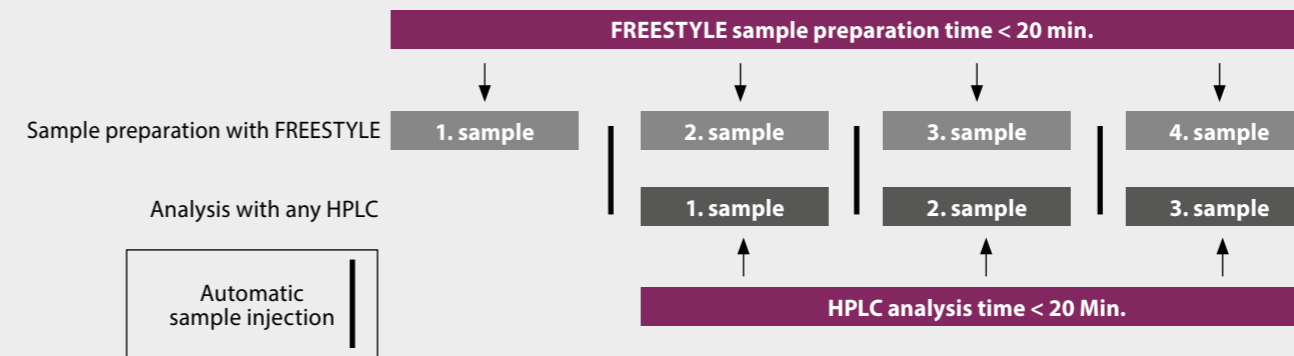 FREESTYLE sample preparation time < 20 min.
Sample preparation with FREESTYLE
1. sample
2. sample
3. sample
4. sample
Analysis with any HPLC
1. sample
2. sample
3. sample
Automatic
sample injection
HPLC analysis time < 20 Min.